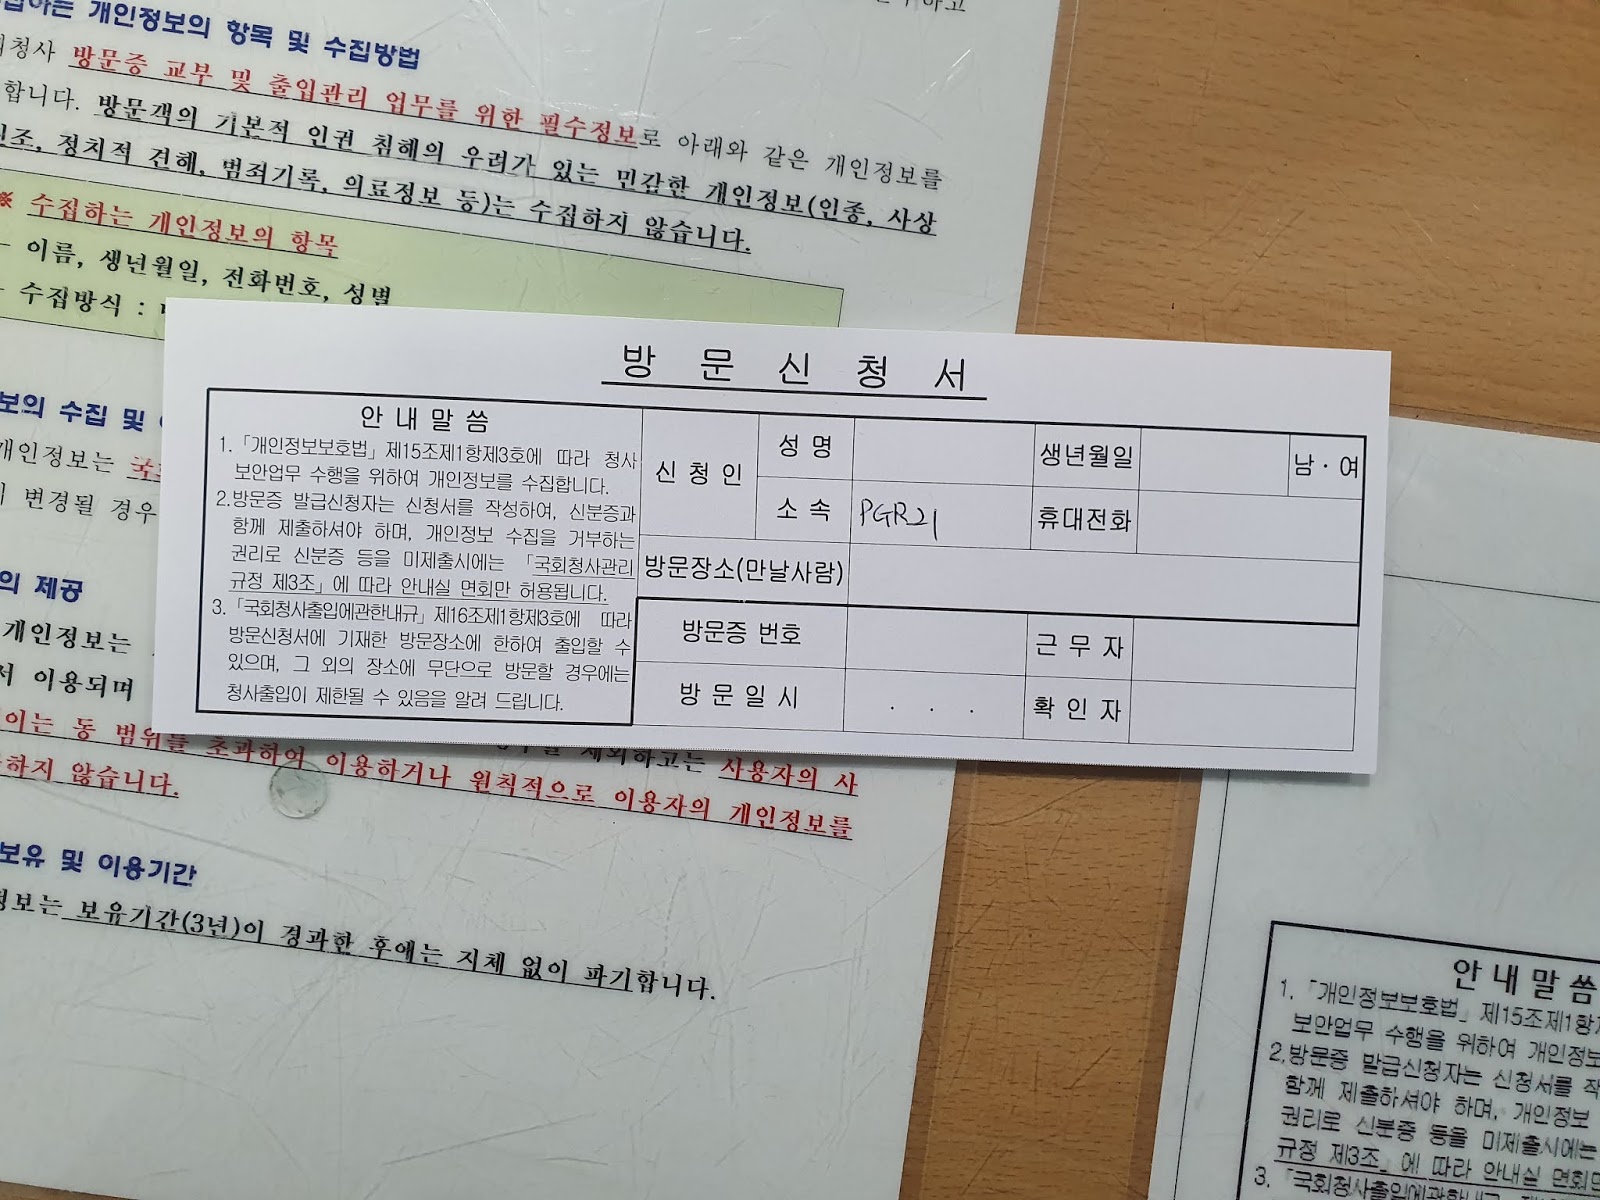 개인정보의 항목 및 수집방법
방문증 교부 및 출입관리 업무를 위한 필수정보로 아래와 같은 개인정보를
합니다. 방문객의 기본적 인권 침해의 우려가 있는 민감한 개인정보(인종, 사상
정치적 견해, 범죄기록, 의료정보 등)는 수집하지 않습니다.
※ 수집하는 개인정보의 항목
- 이름, 생년월일, 전화번호, 성별
- 수집방식 :
방 문 신 청 서
안 내 말 씀
1. 「개인정보보호법」 제15조제1항제3호에 따라 청사
보안업무 수행을 위하여 개인정보를 수집합니다.
2. 방문증 발급신청자는 신청서를 작성하여, 신분증과
함께 제출하셔야 하며, 개인정보 수집을 거부하는
권리로 신분증 등을 미제출시에는 「국회청사관리
규정 제3조」에 따라 안내실 면회만 허용됩니다.
3. 「국회청사출입에관한내규」 제16조제1항제3호에 따라
방문신청서에 기재한 방문장소에 한하여 출입할 수
있으며, 그 외의 장소에 무단으로 방문할 경우에는
청사출입이 제한될 수 있음을 알려 드립니다.
신 청 인
성 명
생년월일
남 · 여
소 속
PGR21
휴대전화
방문장소(만날사람)
방문증 번호
근 무 자
방 문 일 시
. . .
확 인 자
수집 및
개인정보는
변경될 경우
의 제공
개인정보는
이용되며
동 범위를 초과하여 이용하거나 원칙적으로 이용자의 개인정보를
제외하고는 사용자의 사
하지 않습니다.
보유 및 이용기간
보유기간(3년)이 경과한 후에는 지체 없이 파기합니다.
안 내 말 씀
1. 「개인정보보호법」 제15조제1항
보안업무 수행을 위하여 개인정보
2. 방문증 발급신청자는 신청서를
함께 제출하셔야 하며, 개인정보
권리로 신분증 등을 미제출시에는
규정 제3조」에 따라 안내실
3. 「국회청사출입에관한